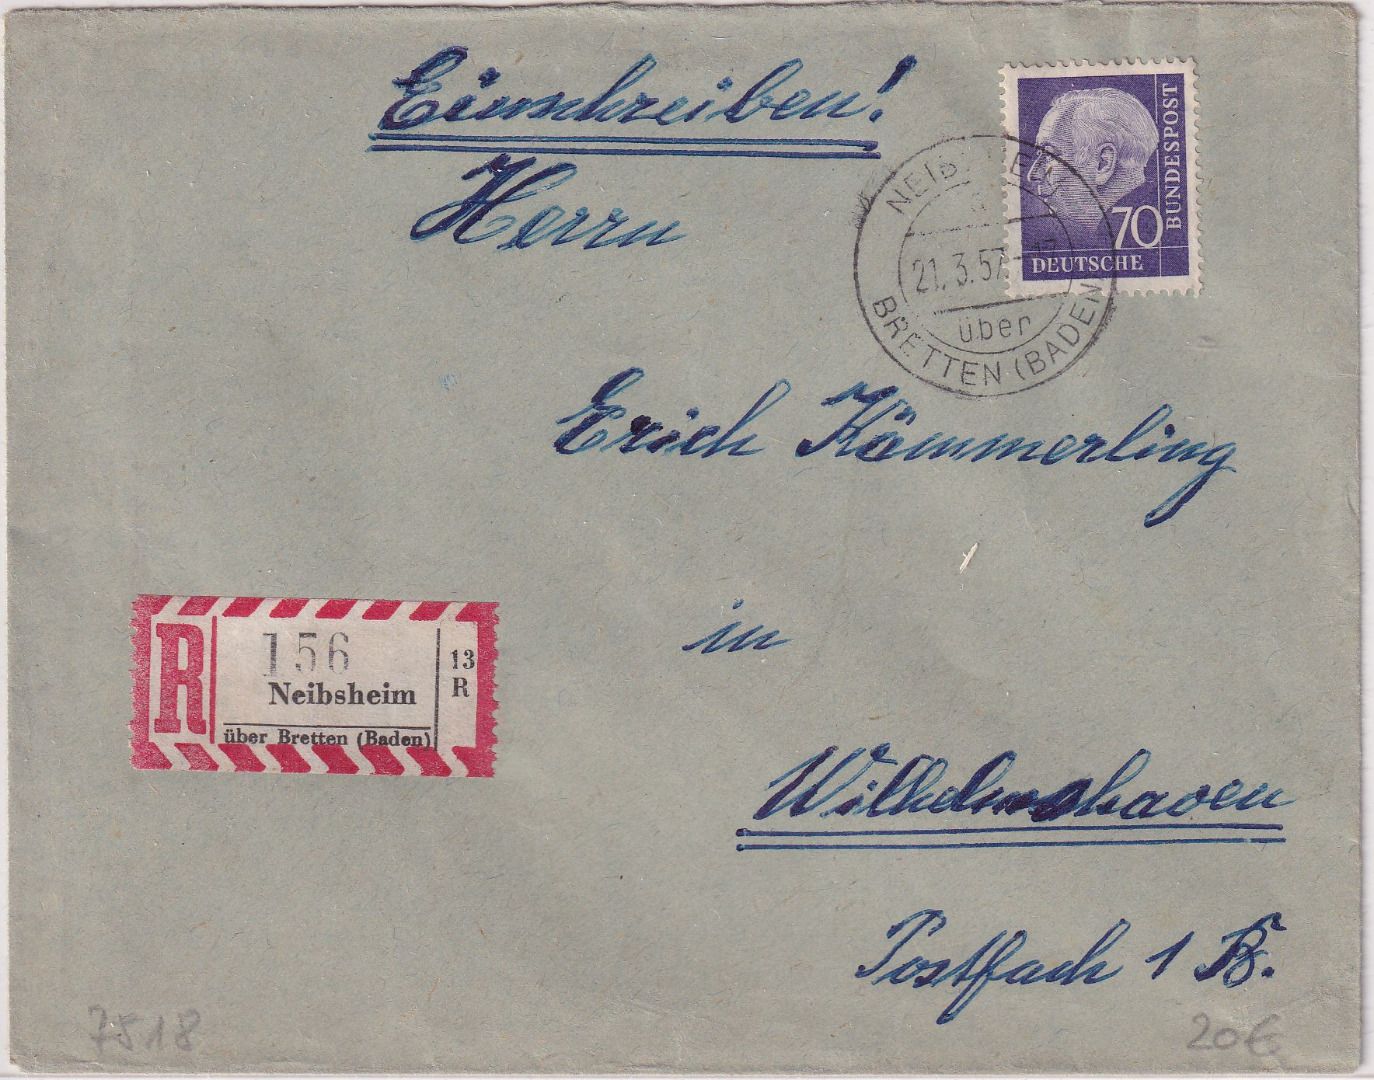 Einschreiben!
Herrn
BUNDESPOST
70
DEUTSCHE
21.3.57
über
BRETTEN (BADEN)
Erich Kämmerling
in
Wilhelmshaven
Postfach 1 B.
R
156
Neibsheim
über Bretten (Baden)
13
R
7518
20€